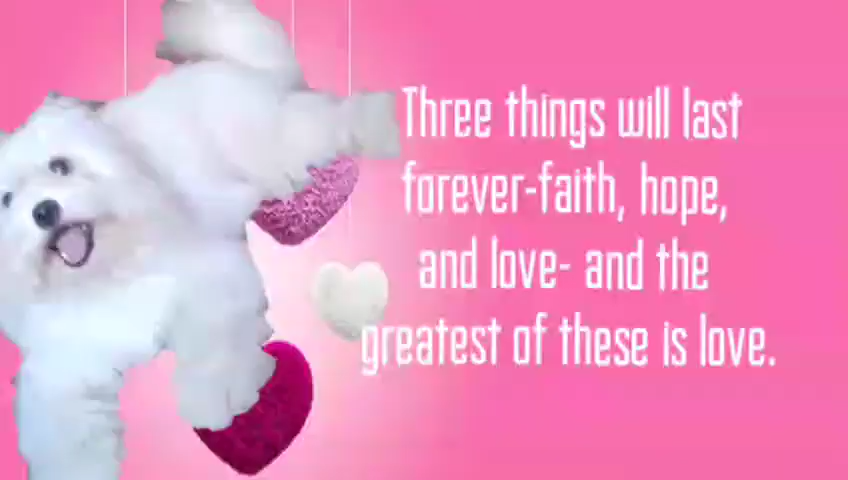 Three things will last
forever-faith, hope,
and love- and the
greatest of these is love.